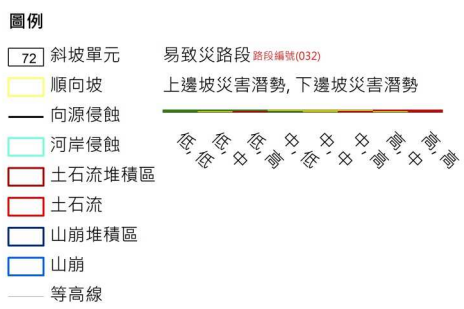 圖例
72 斜坡單元
順向坡
向源侵蝕
河岸侵蝕
土石流堆積區
土石流
山崩堆積區
山崩
等高線
易致災路段 路段編號(032)
上邊坡災害潛勢, 下邊坡災害潛勢
低, 低
低, 中
低, 高
中, 低
中, 中
中, 高
高, 中
高, 高